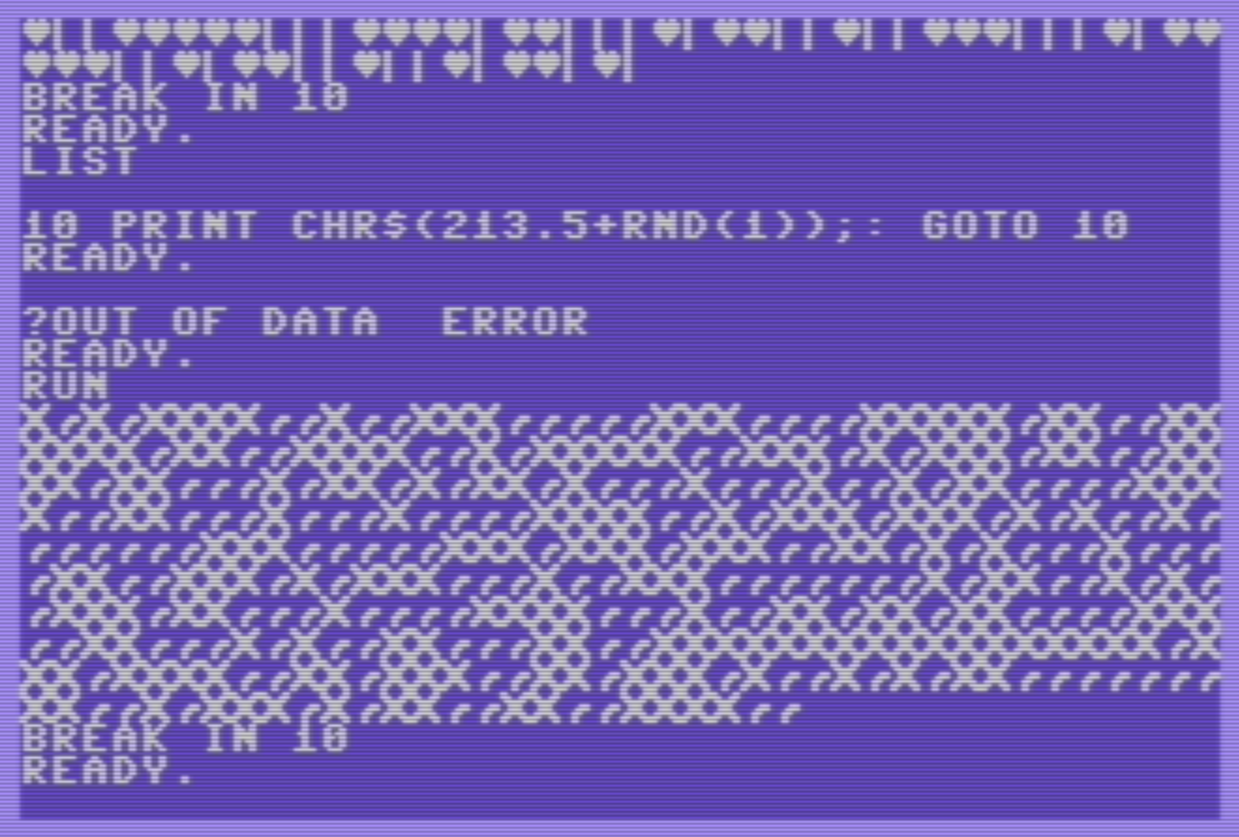 BREAK IN 10
READY.
LIST
10 PRINT CHR$(213.5+RND(1));: GOTO 10
READY.
?OUT OF DATA  ERROR
READY.
RUN
BREAK IN 10
READY.